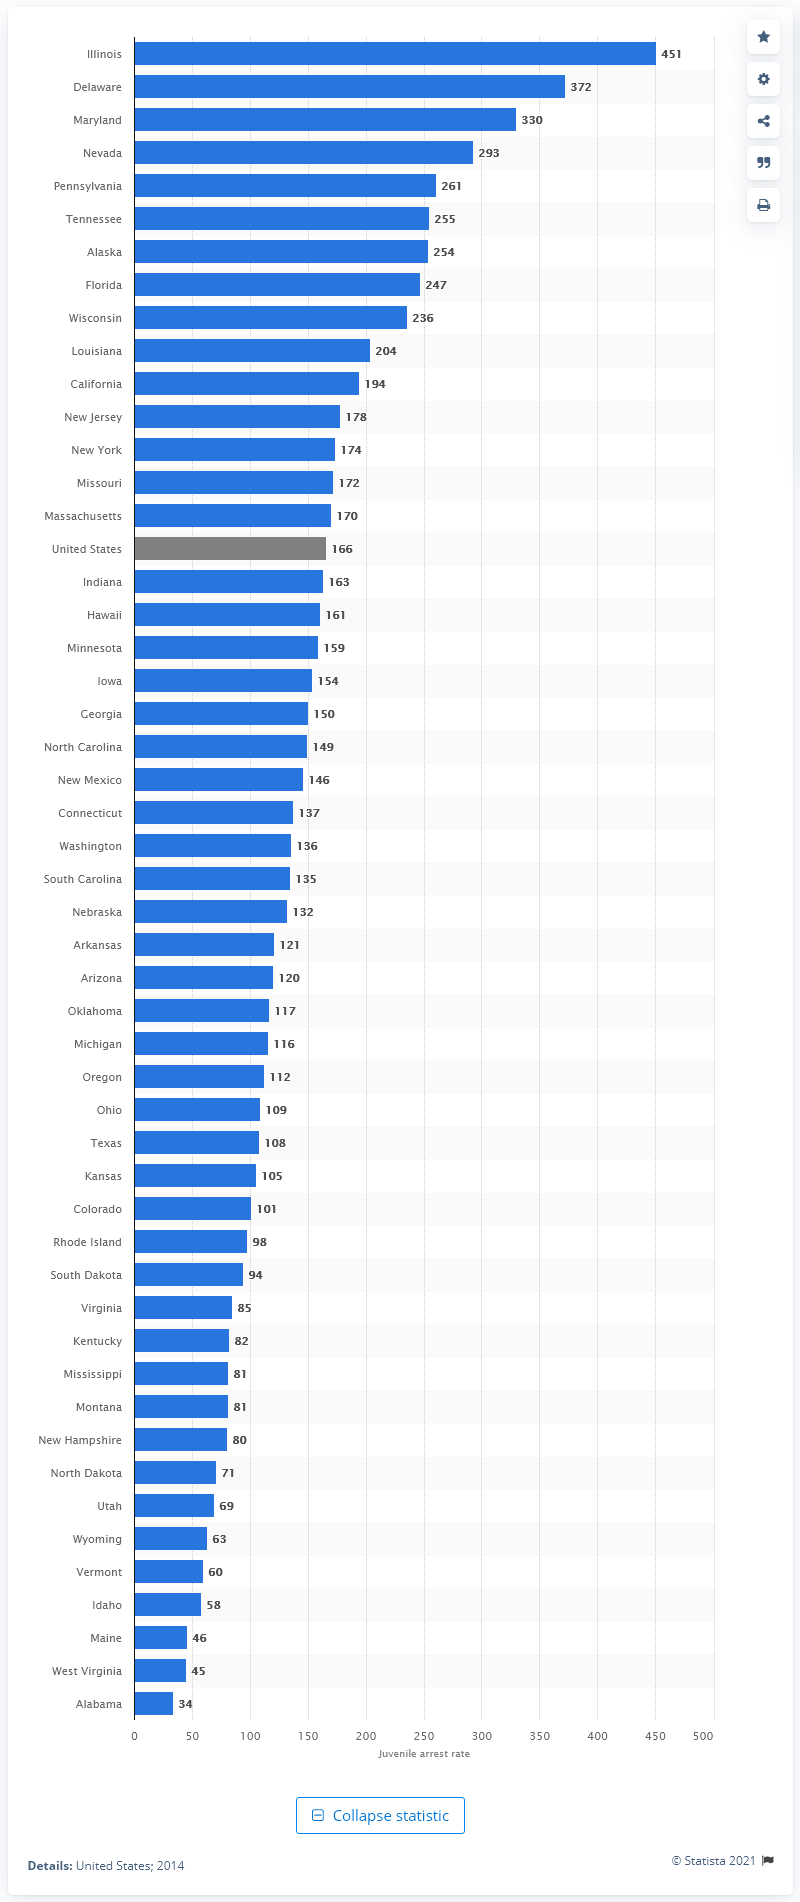 Illinois 451
Delaware 372
Maryland 330
Nevada 293
Pennsylvania 261
Tennessee 255
Alaska 254
Florida 247
Wisconsin 236
Louisiana 204
California 194
New Jersey 178
New York 174
Missouri 172
Massachusetts 170
United States 166
Indiana 163
Hawaii 161
Minnesota 159
Iowa 154
Georgia 150
North Carolina 149
New Mexico 146
Connecticut 137
Washington 136
South Carolina 135
Nebraska 132
Arkansas 121
Arizona 120
Oklahoma 117
Michigan 116
Oregon 112
Ohio 109
Texas 108
Kansas 105
Colorado 101
Rhode Island 98
South Dakota 94
Virginia 85
Kentucky 82
Mississippi 81
Montana 81
New Hampshire 80
North Dakota 71
Utah 69
Wyoming 63
Vermont 60
Idaho 58
Maine 46
West Virginia 45
Alabama 34
0 50 100 150 200 250 300 350 400 450 500
Juvenile arrest rate
Collapse statistic
© Statista 2021
Details: United States; 2014